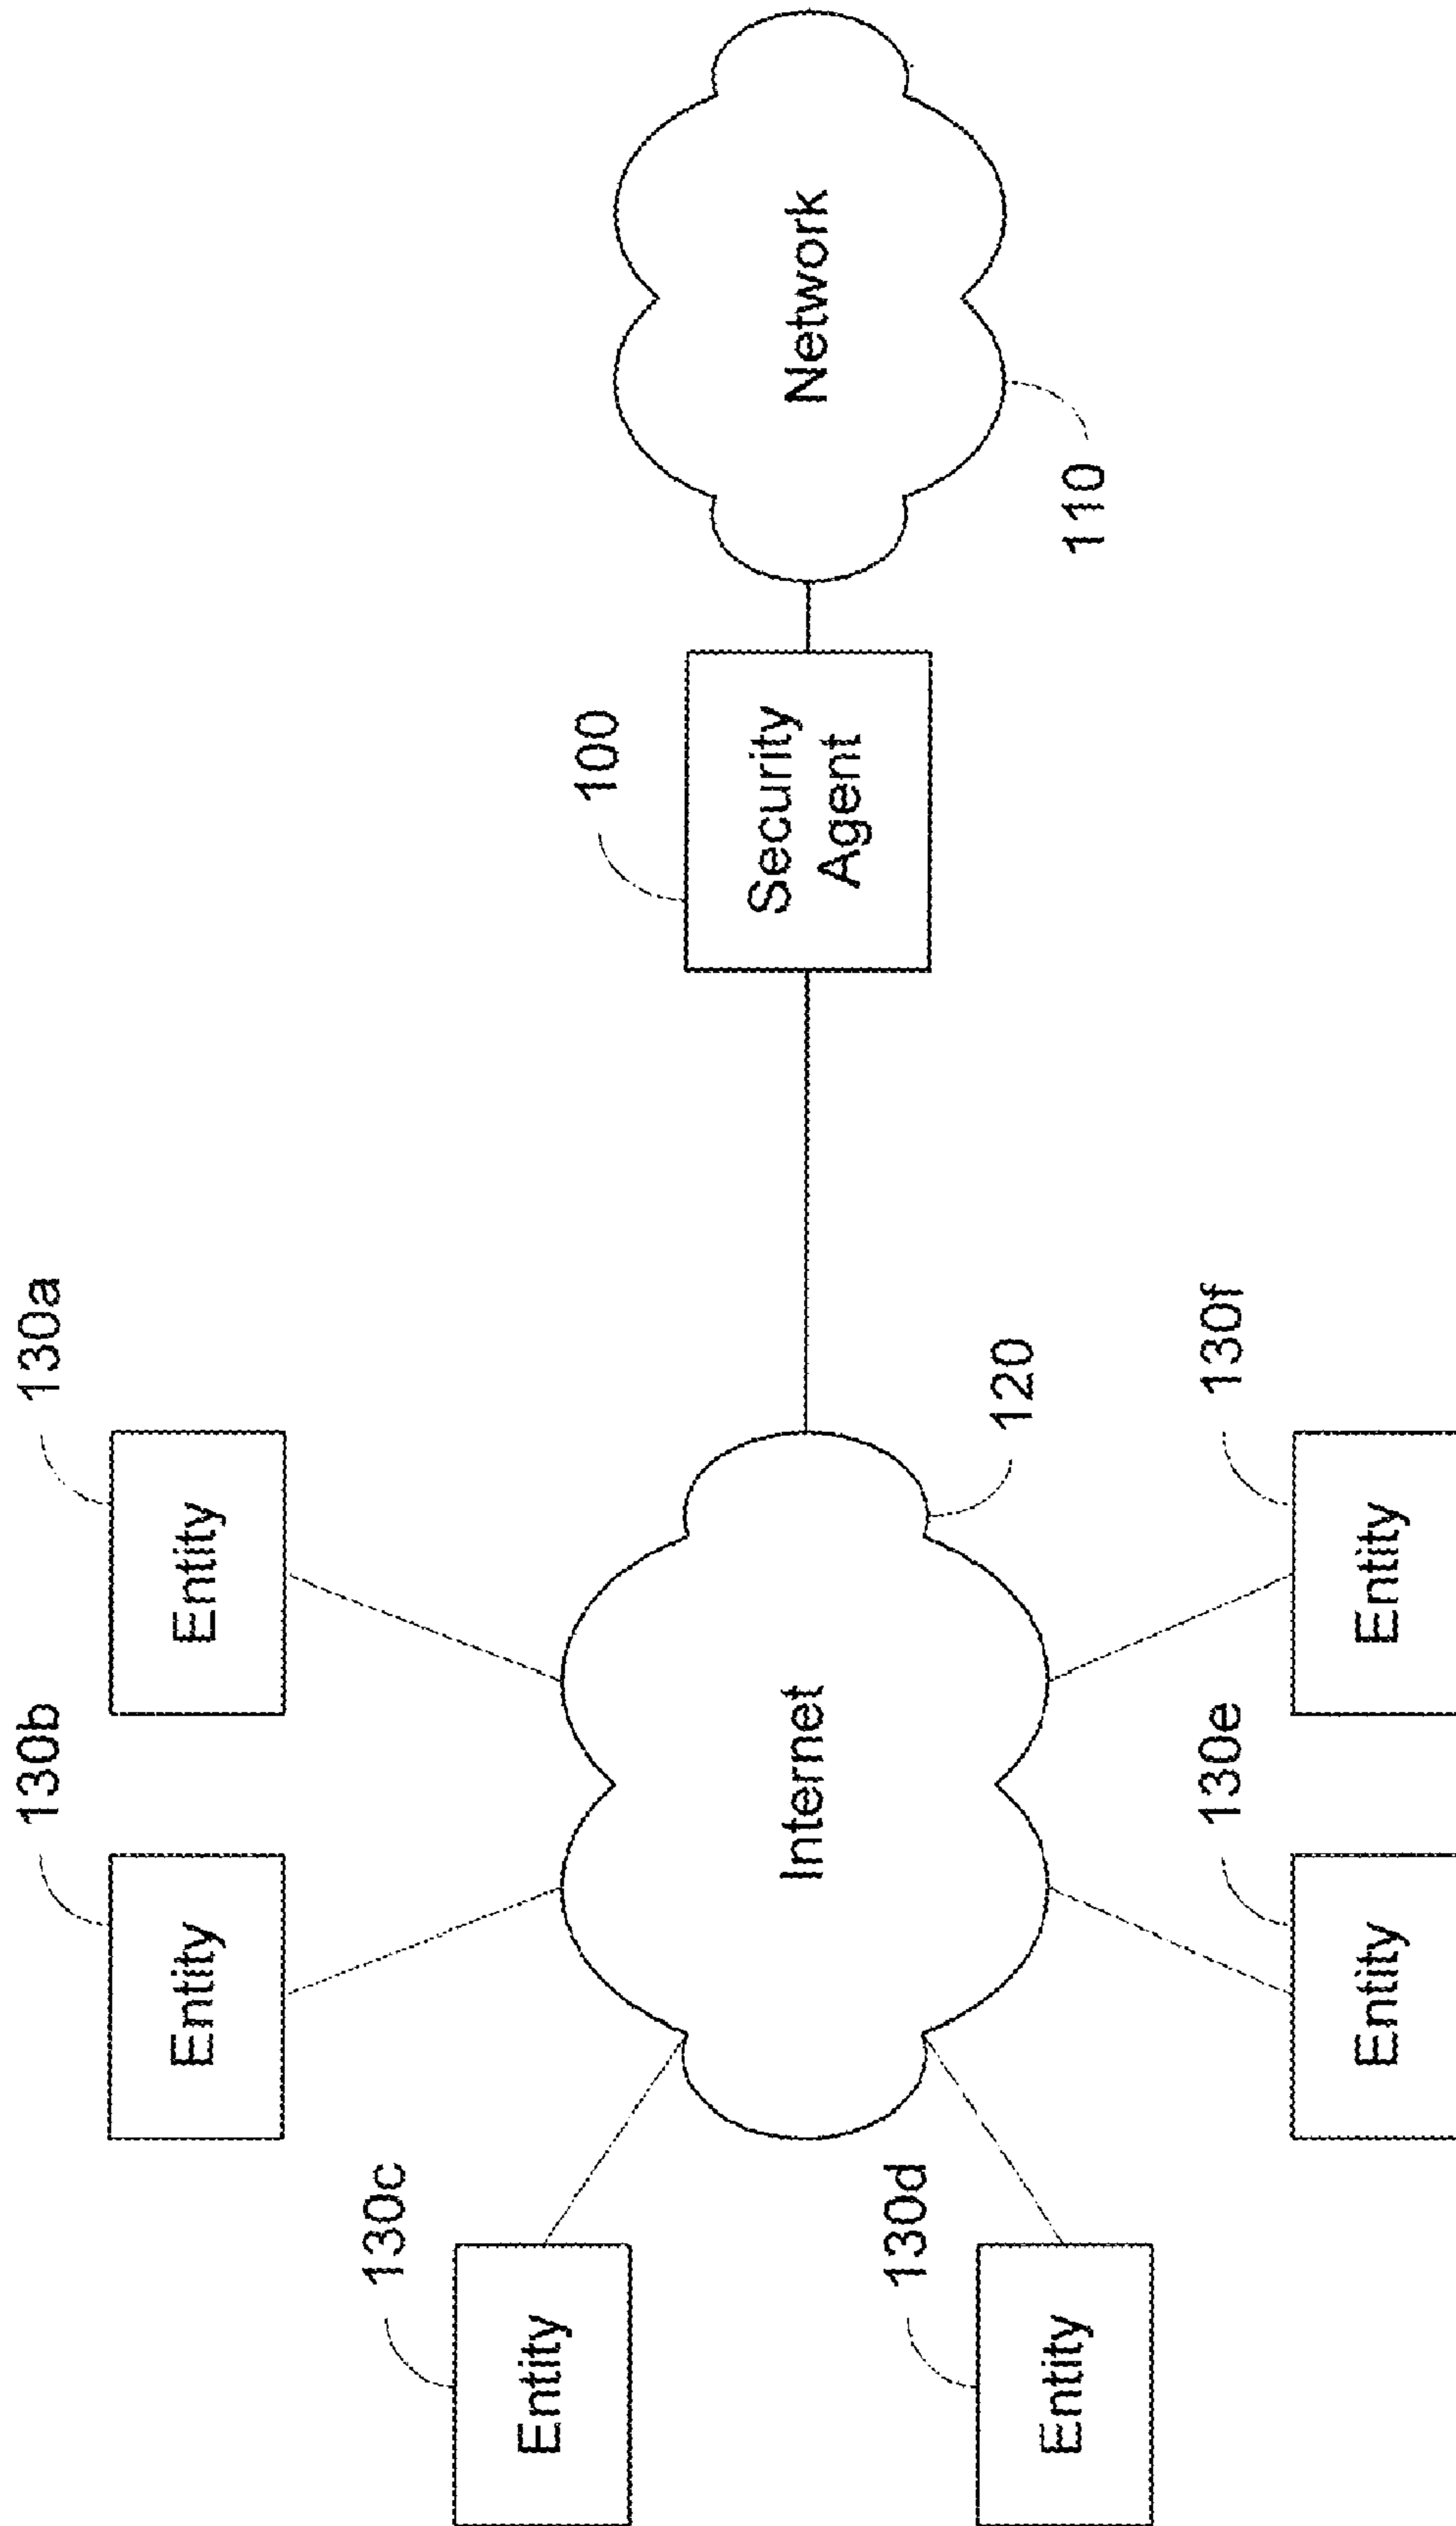 130b
130a
Entity
Entity
130c
Entity
100
Internet
Security
Agent
Network
130d
Entity
120
110
130e
130f
Entity
Entity